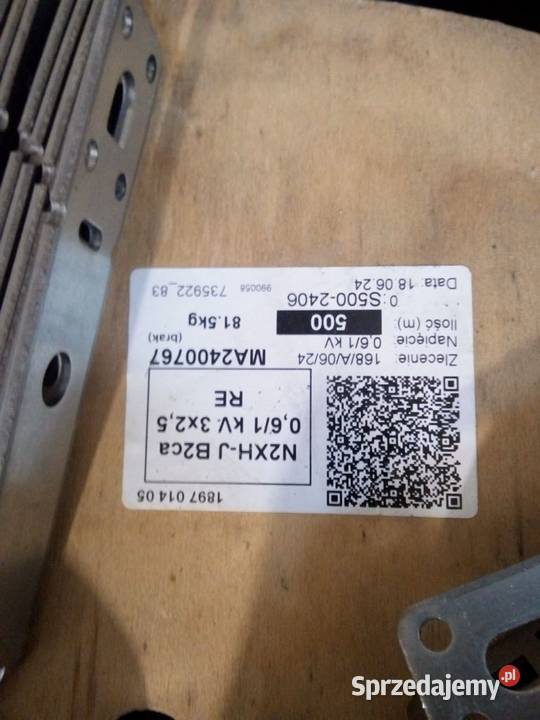 1897 014 05
N2XH-J B2ca
0,6/1 kV 3x2,5
RE
Zlecenie: 168/A/06/24
Napięcie: 0,6/1 kV
Ilość (m): 500
0:S500-2406
Data: 18.06.24
MA2400767
(brak)
81.5kg
990058
735922_83
Sprzedajemy.pl